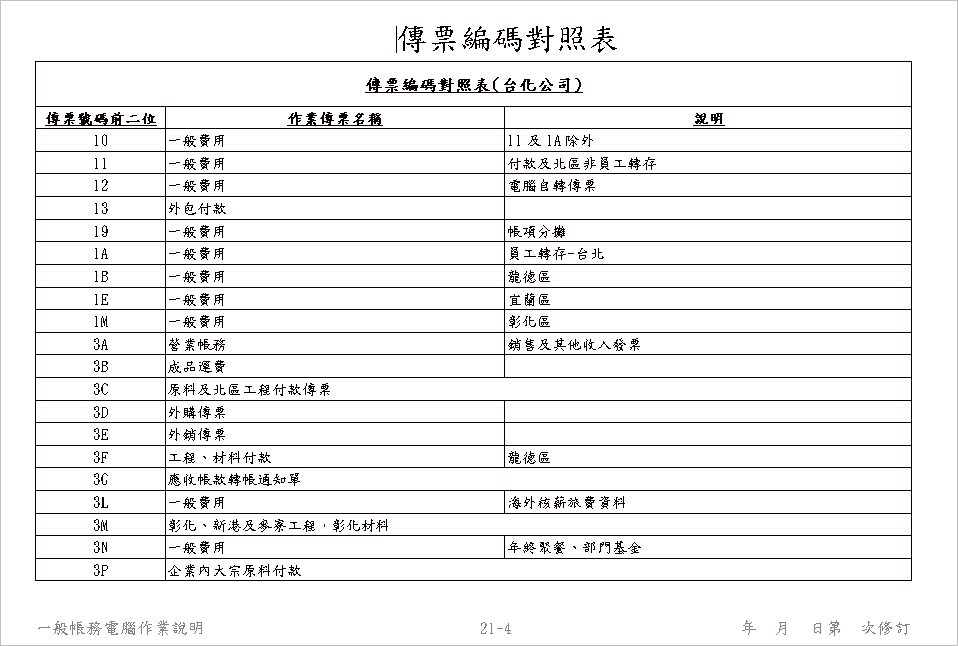 傳票編碼對照表
傳票編碼對照表(台化公司)
傳票號碼前二位 作業傳票名稱 說明
10 一般費用 11 及 1A除外
11 一般費用 付款及北區非員工轉存
12 一般費用 電腦自轉傳票
13 外包付款
19 一般費用 帳項分攤
1A 一般費用 員工轉存-台北
1B 一般費用 龍德區
1E 一般費用 宜蘭區
1M 一般費用 彰化區
3A 營業帳務 銷售及其他收入發票
3B 成品運費
3C 原料及北區工程付款傳票
3D 外購傳票
3E 外銷傳票
3F 工程、材料付款 龍德區
3G 應收帳款轉帳通知單
3L 一般費用 海外核薪旅費資料
3M 彰化、新港及麥寮工程，彰化材料
3N 一般費用 年終聚餐、部門基金
3P 企業內大宗原料付款
一般帳務電腦作業說明 21-4 年 月 日第 次修訂